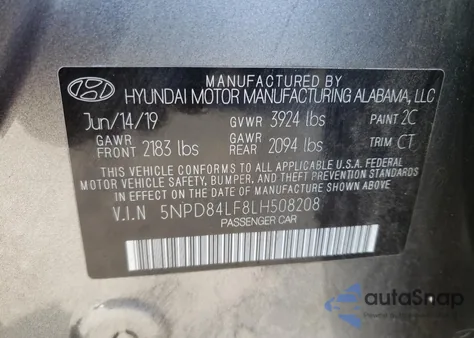 MANUFACTURED BY
HYUNDAI MOTOR MANUFACTURING ALABAMA, LLC
Jun/14/19 GVWR 3924 lbs PAINT 2C
GAWR FRONT 2183 lbs GAWR REAR 2094 lbs TRIM CT
THIS VEHICLE CONFORMS TO ALL APPLICABLE U.S.A. FEDERAL
MOTOR VEHICLE SAFETY, BUMPER, AND THEFT PREVENTION STANDARDS
IN EFFECT ON THE DATE OF MANUFACTURE SHOWN ABOVE.
V.I.N 5NPD84LF8LH508208
PASSENGER CAR
autoSnap